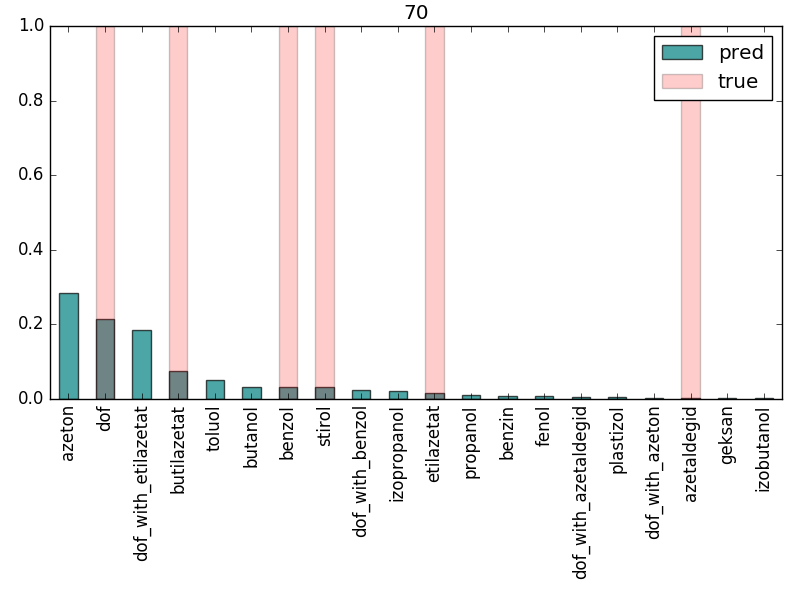 70
1.0
0.8
0.6
0.4
0.2
0.0
pred
true
azeton
dof
dof_with_etilazetat
butilazetat
toluol
butanol
benzol
stirol
dof_with_benzol
izopropanol
etilazetat
propanol
benzin
fenol
dof_with_azetaldegid
plastizol
dof_with_azeton
azetaldegid
geksan
izobutanol